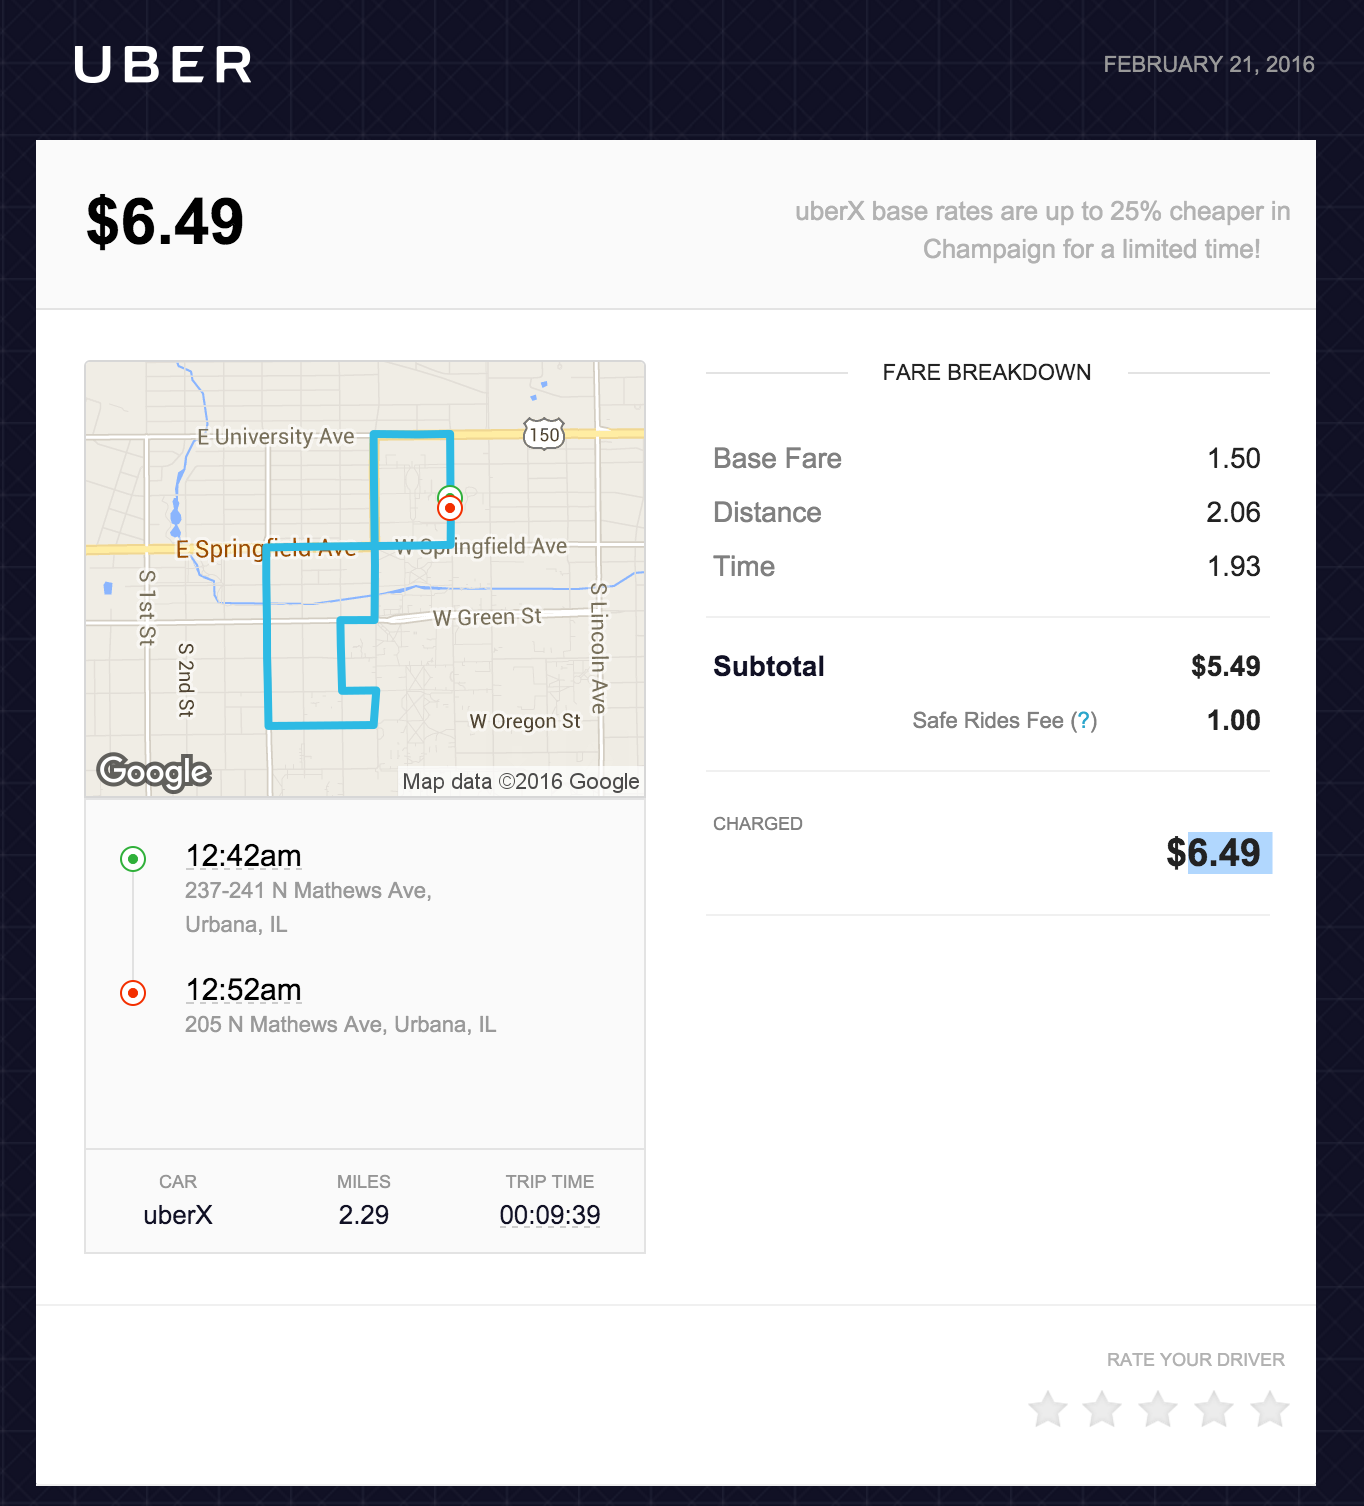 UBER
FEBRUARY 21, 2016
$6.49
uberX base rates are up to 25% cheaper in
Champaign for a limited time!
E University Ave
150
E Springfield Ave
W Springfield Ave
S 1st St
S 2nd St
W Green St
S Lincoln Ave
W Oregon St
Google
Map data ©2016 Google
12:42am
237-241 N Mathews Ave,
Urbana, IL
12:52am
205 N Mathews Ave, Urbana, IL
CAR MILES TRIP TIME
uberX 2.29 00:09:39
FARE BREAKDOWN
Base Fare 1.50
Distance 2.06
Time 1.93
Subtotal $5.49
Safe Rides Fee (?) 1.00
CHARGED
$6.49
RATE YOUR DRIVER